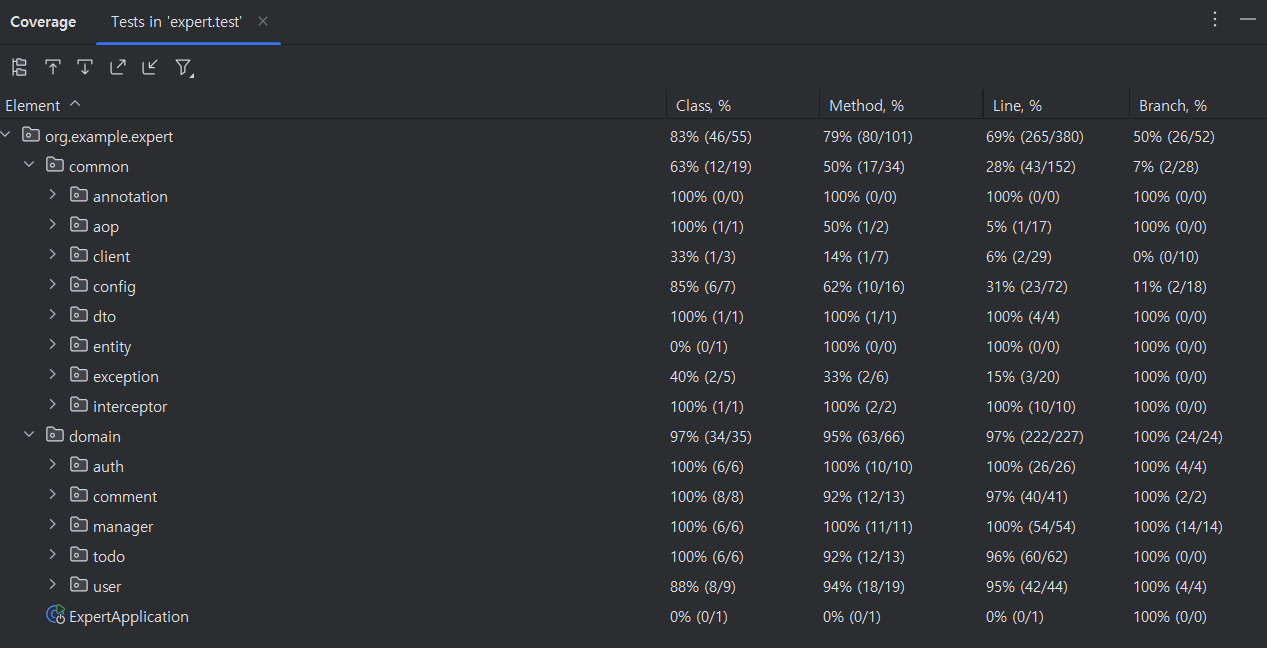 Coverage Tests in 'expert.test'
Element Class, % Method, % Line, % Branch, %
org.example.expert 83% (46/55) 79% (80/101) 69% (265/380) 50% (26/52)
common 63% (12/19) 50% (17/34) 28% (43/152) 7% (2/28)
annotation 100% (0/0) 100% (0/0) 100% (0/0) 100% (0/0)
aop 100% (1/1) 50% (1/2) 5% (1/17) 100% (0/0)
client 33% (1/3) 14% (1/7) 6% (2/29) 0% (0/10)
config 85% (6/7) 62% (10/16) 31% (23/72) 11% (2/18)
dto 100% (1/1) 100% (1/1) 100% (4/4) 100% (0/0)
entity 0% (0/1) 100% (0/0) 100% (0/0) 100% (0/0)
exception 40% (2/5) 33% (2/6) 15% (3/20) 100% (0/0)
interceptor 100% (1/1) 100% (2/2) 100% (10/10) 100% (0/0)
domain 97% (34/35) 95% (63/66) 97% (222/227) 100% (24/24)
auth 100% (6/6) 100% (10/10) 100% (26/26) 100% (4/4)
comment 100% (8/8) 92% (12/13) 97% (40/41) 100% (2/2)
manager 100% (6/6) 100% (11/11) 100% (54/54) 100% (14/14)
todo 100% (6/6) 92% (12/13) 96% (60/62) 100% (0/0)
user 88% (8/9) 94% (18/19) 95% (42/44) 100% (4/4)
ExpertApplication 0% (0/1) 0% (0/1) 0% (0/1) 100% (0/0)